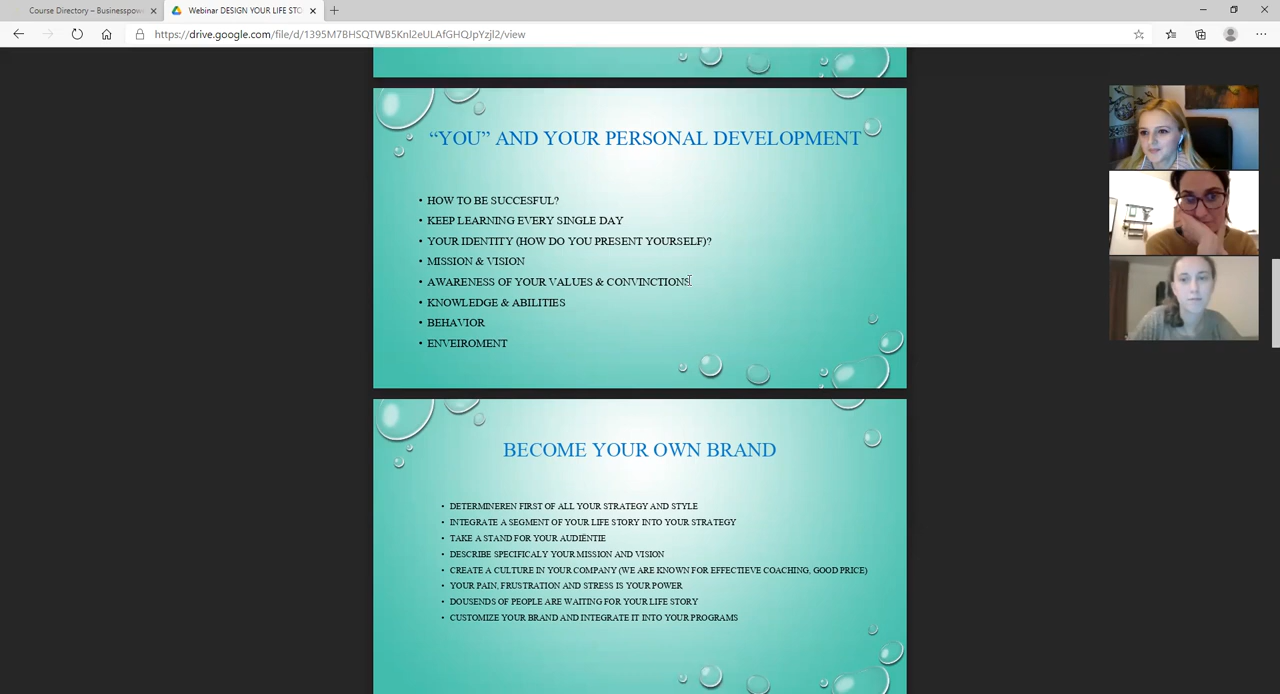 Course Directory – Businesspow
Webinar DESIGN YOUR LIFE STO
https://drive.google.com/file/d/1395M7BHSQTWB5Knl2eULAfGHQJpYzjl2/view
“YOU” AND YOUR PERSONAL DEVELOPMENT
• HOW TO BE SUCCESFUL?
• KEEP LEARNING EVERY SINGLE DAY
• YOUR IDENTITY (HOW DO YOU PRESENT YOURSELF)?
• MISSION & VISION
• AWARENESS OF YOUR VALUES & CONVINCTIONS
• KNOWLEDGE & ABILITIES
• BEHAVIOR
• ENVEIROMENT
BECOME YOUR OWN BRAND
• DETERMINEREN FIRST OF ALL YOUR STRATEGY AND STYLE
• INTEGRATE A SEGMENT OF YOUR LIFE STORY INTO YOUR STRATEGY
• TAKE A STAND FOR YOUR AUDIËNTIE
• DESCRIBE SPECIFICALY YOUR MISSION AND VISION
• CREATE A CULTURE IN YOUR COMPANY (WE ARE KNOWN FOR EFFECTIEVE COACHING, GOOD PRICE)
• YOUR PAIN, FRUSTRATION AND STRESS IS YOUR POWER
• DOUSENDS OF PEOPLE ARE WAITING FOR YOUR LIFE STORY
• CUSTOMIZE YOUR BRAND AND INTEGRATE IT INTO YOUR PROGRAMS